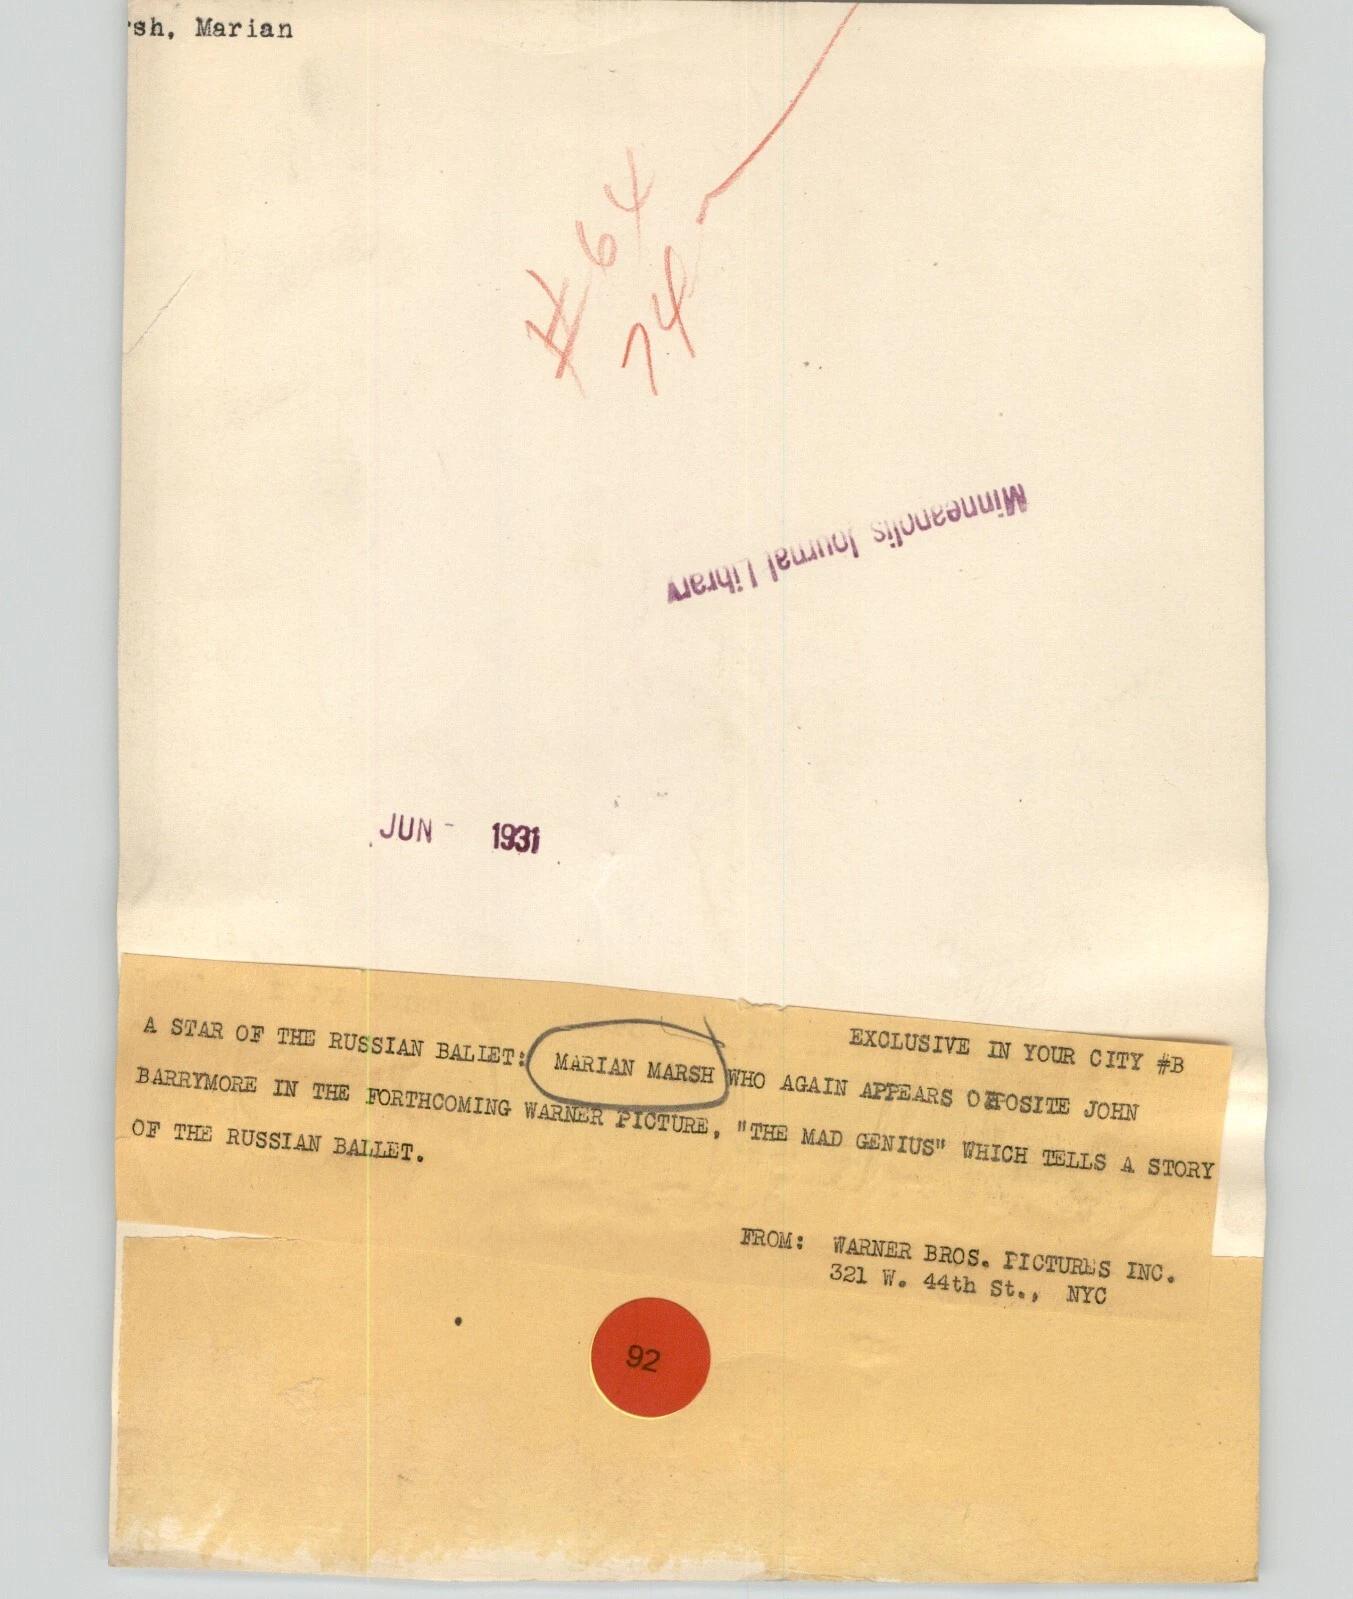 rsh, Marian
#64
74
Minneapolis Journal Library
JUN - 1931
EXCLUSIVE IN YOUR CITY #B
A STAR OF THE RUSSIAN BALLET: MARIAN MARSH WHO AGAIN APPEARS OPPOSITE JOHN
BARRYMORE IN THE FORTHCOMING WARNER PICTURE, "THE MAD GENIUS" WHICH TELLS A STORY
OF THE RUSSIAN BALLET.
FROM: WARNER BROS. PICTURES INC.
321 W. 44th St., NYC
92